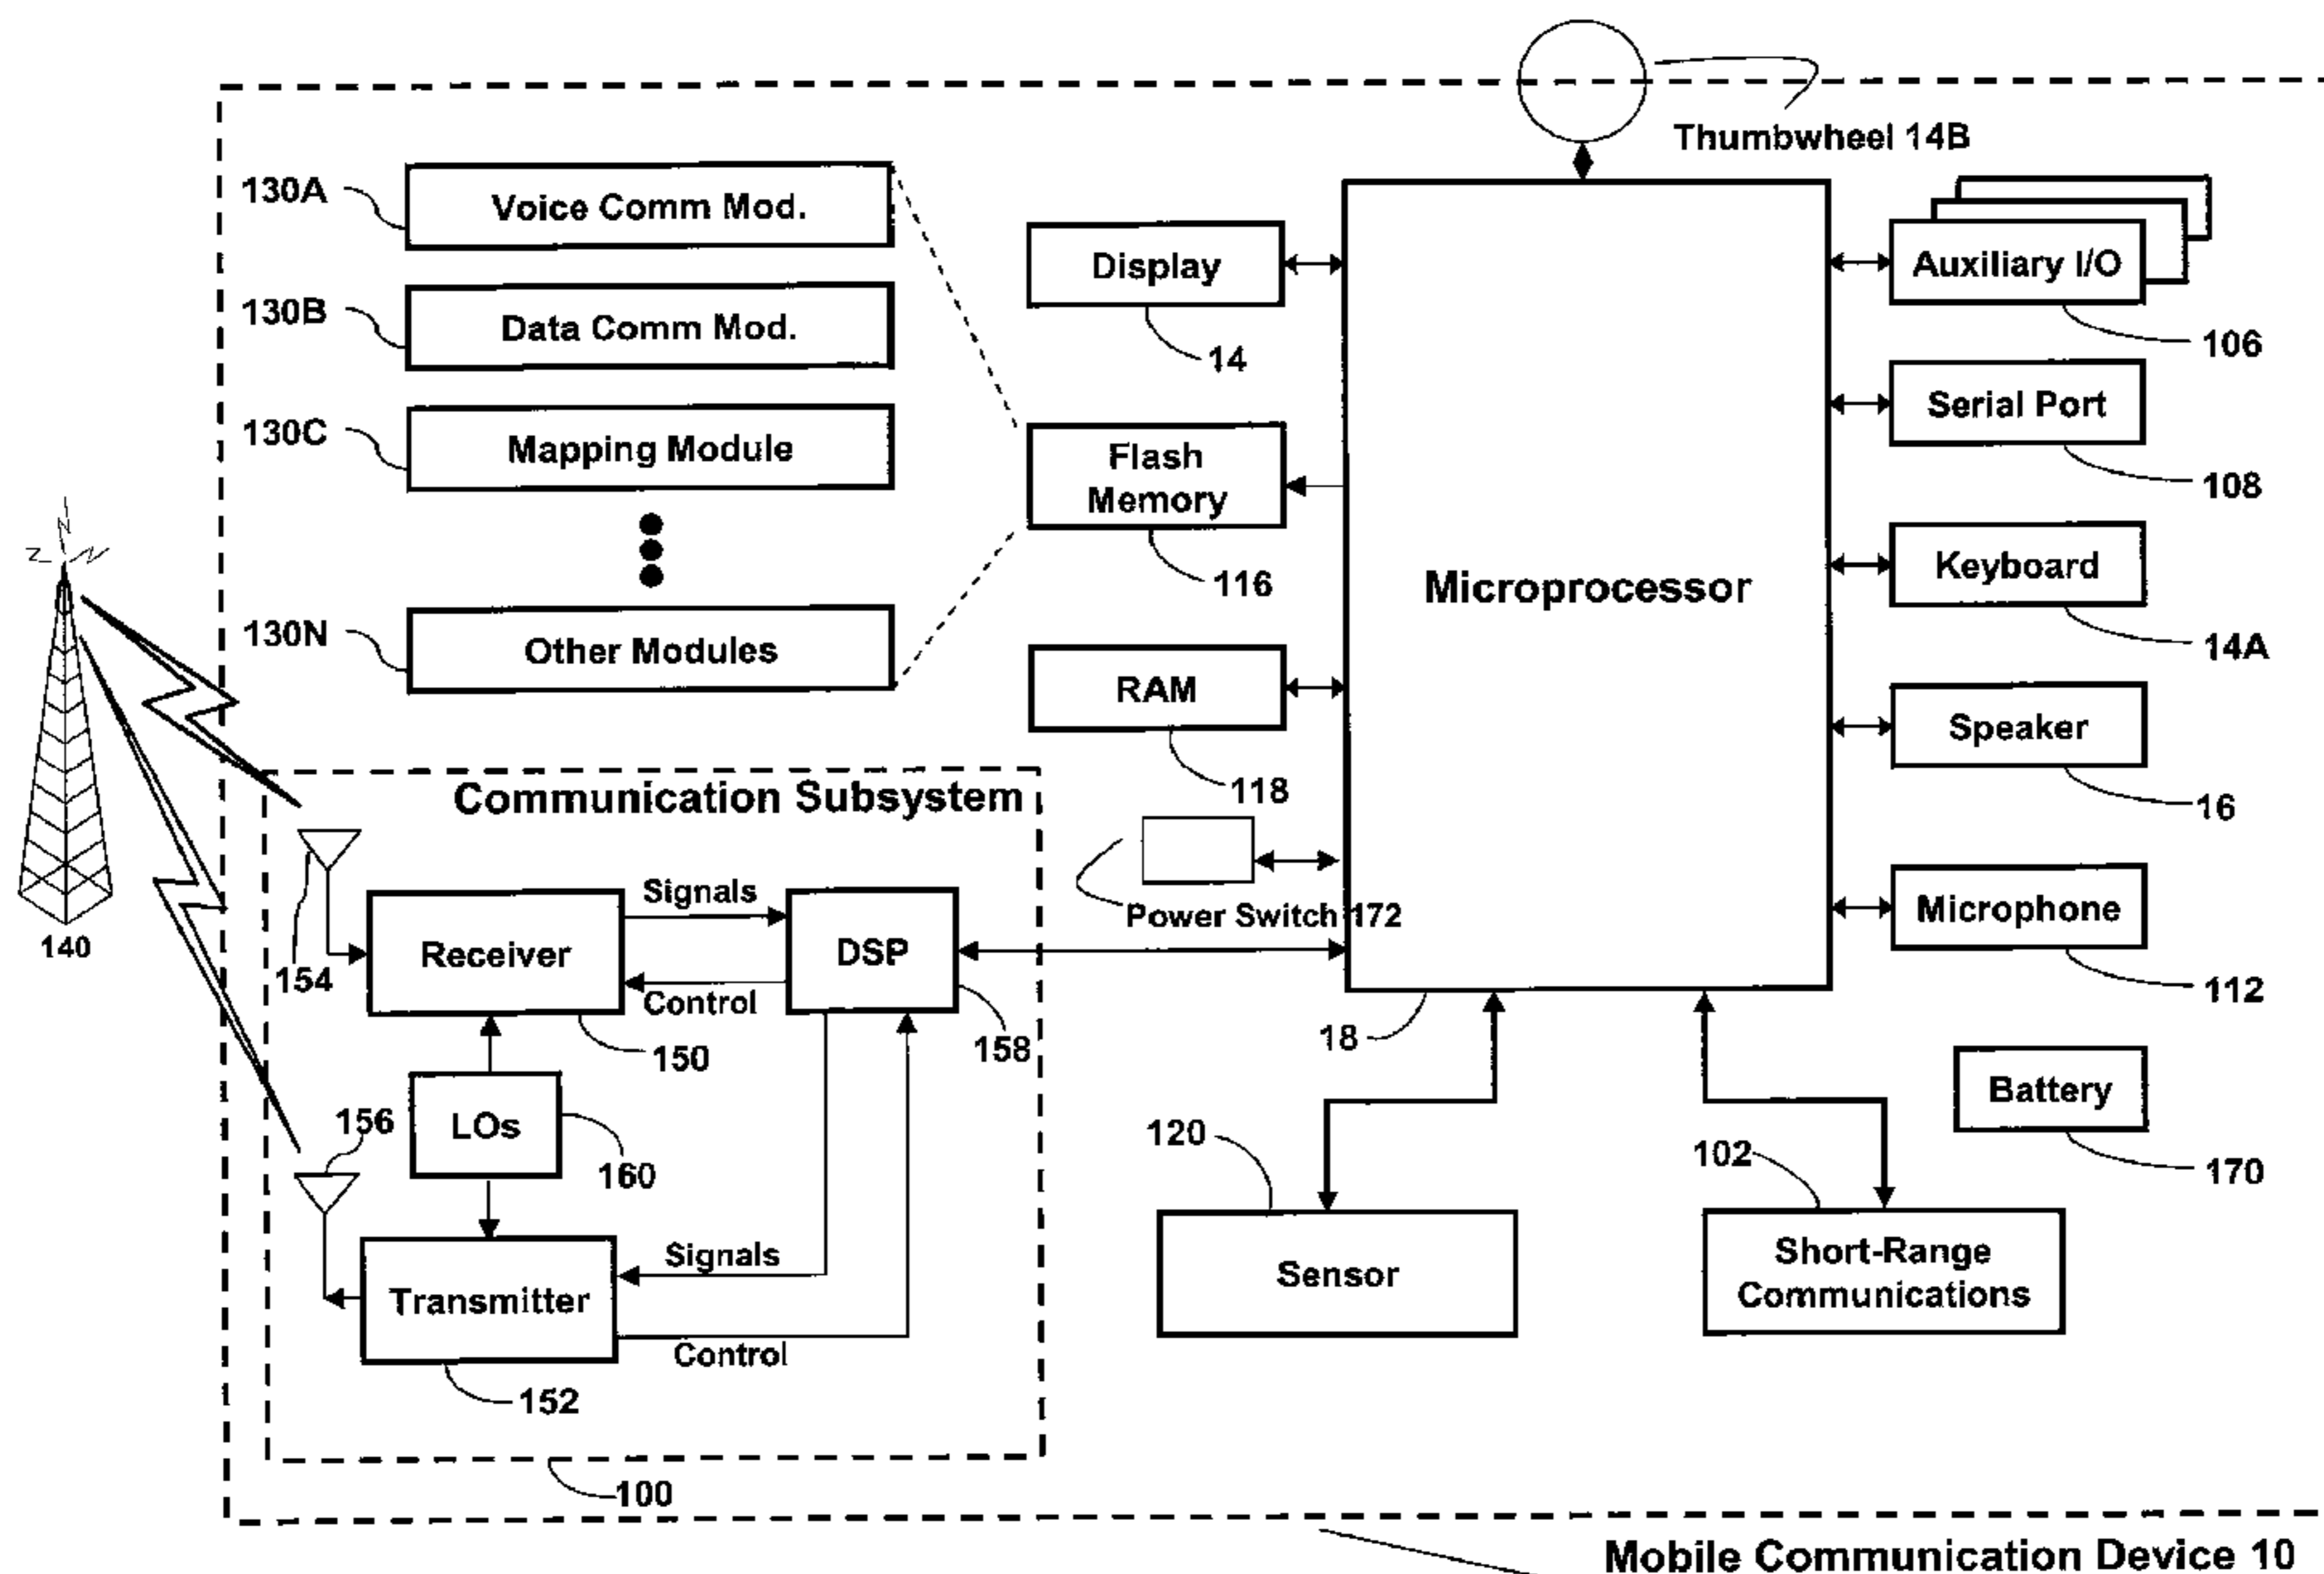 Thumbwheel 14B
130A
Voice Comm Mod.
130B
Data Comm Mod.
130C
Mapping Module
130N
Other Modules
Display
14
Flash
Memory
116
RAM
118
Power Switch 172
Microprocessor
18
Auxiliary I/O
106
Serial Port
108
Keyboard
14A
Speaker
16
Microphone
112
Battery
170
140
Communication Subsystem
154
Receiver
150
Signals
Control
DSP
158
LOs
160
156
Transmitter
152
Signals
Control
100
120
Sensor
102
Short-Range
Communications
Mobile Communication Device 10